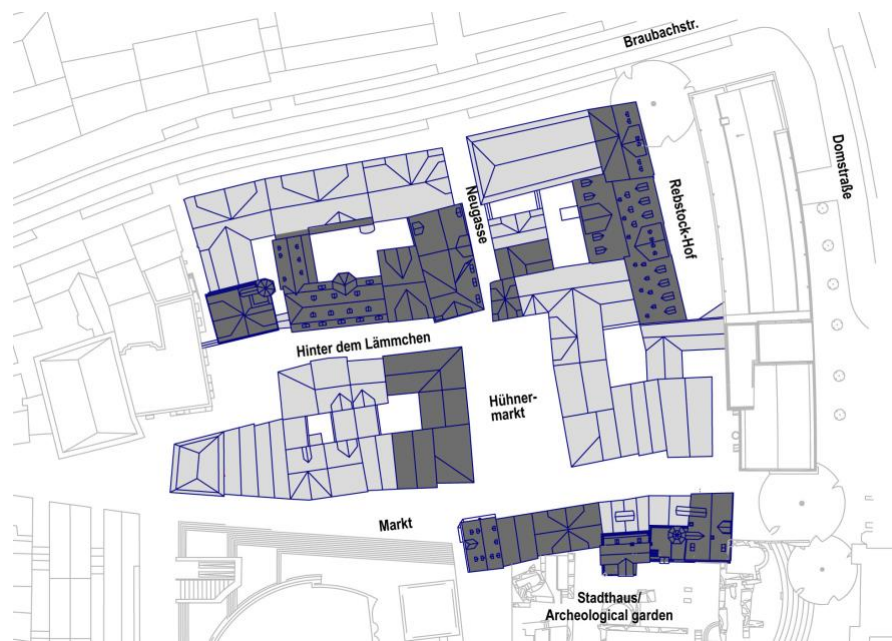 Braubachstr.
Domstraße
Neugasse
Rebstock-Hof
Hinter dem Lämmchen
Hühner-
markt
Markt
Stadthaus/
Archeological garden